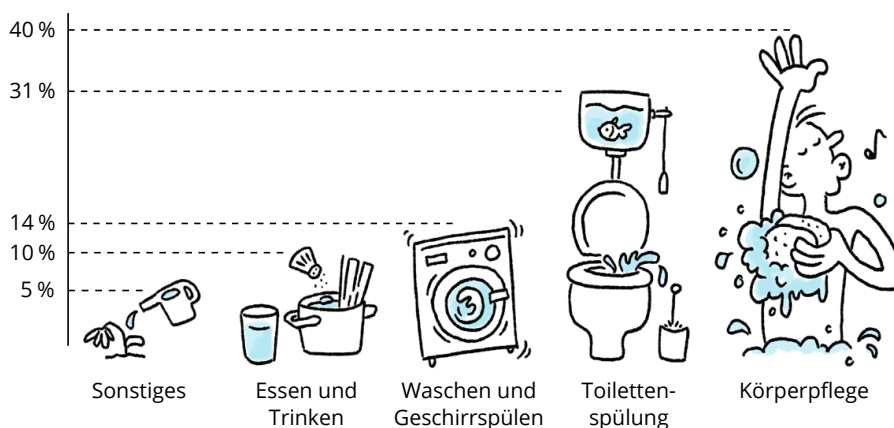 40 %
31 %
14 %
10 %
5 %
Sonstiges
Essen und
Trinken
Waschen und
Geschirrspülen
Toiletten-
spülung
Körperpflege